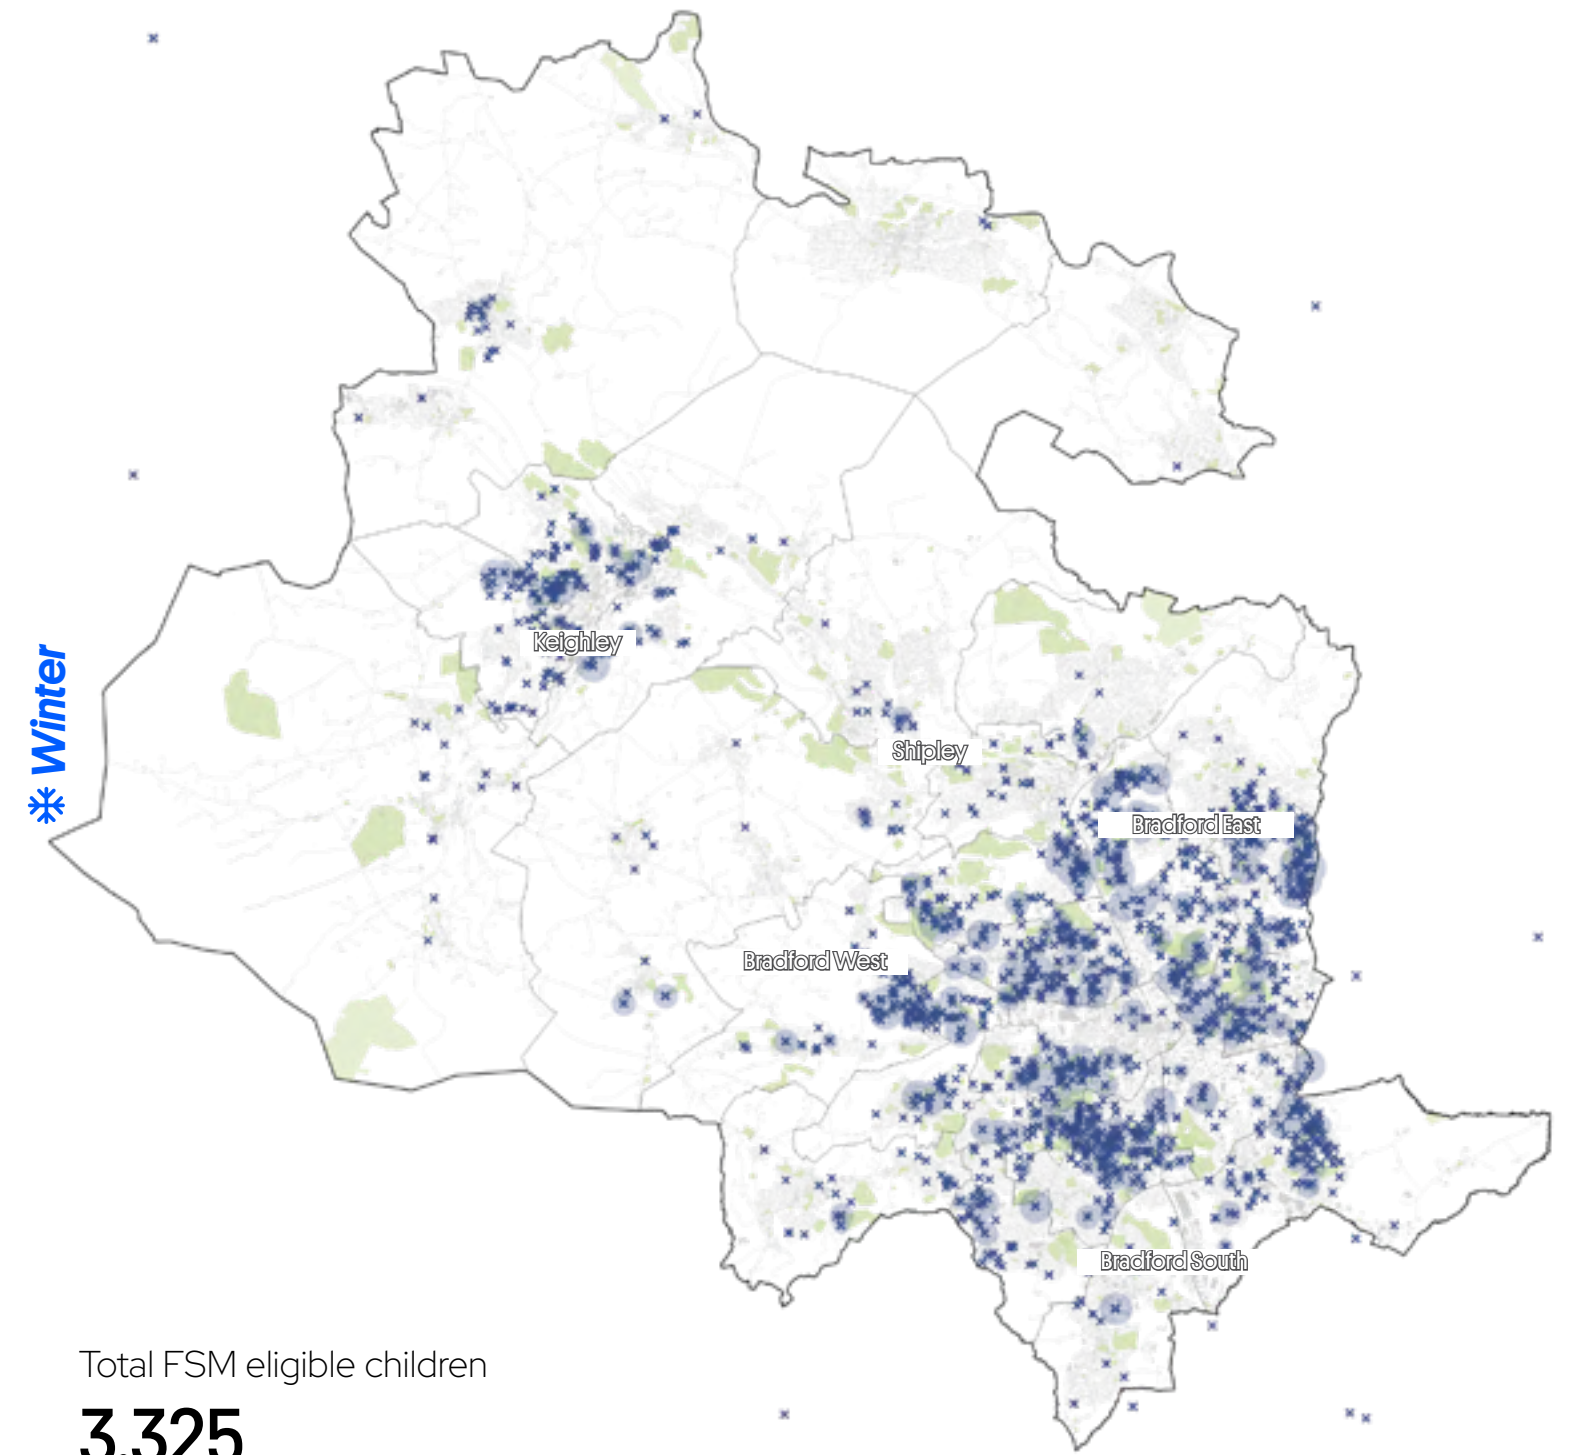 Keighley
Winter
Shipley
Bradford East
Bradford West
Bradford South
Total FSM eligible children
3,325